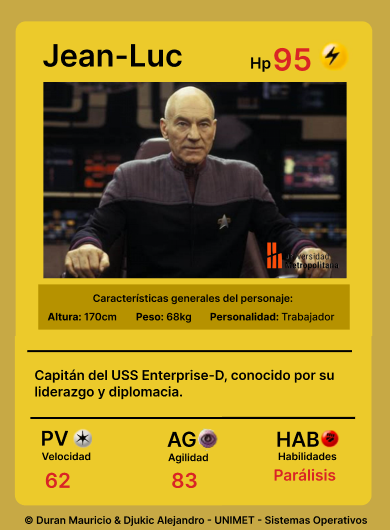 Jean-Luc
Hp 95
Universidad
Metropolitana
Características generales del personaje:
Altura: 170cm Peso: 68kg Personalidad: Trabajador
Capitán del USS Enterprise-D, conocido por su
liderazgo y diplomacia.
PV AG HAB
Velocidad Agilidad Habilidades
62 83 Parálisis
© Duran Mauricio & Djukic Alejandro - UNIMET - Sistemas Operativos